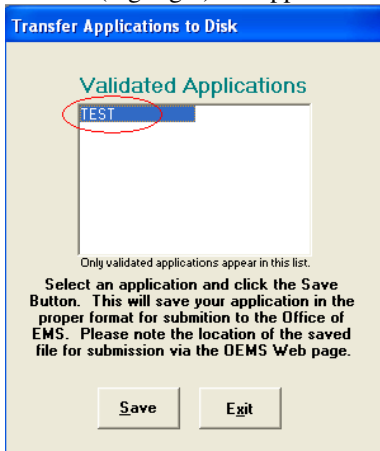 Transfer Applications to Disk
Validated Applications
TEST
Only validated applications appear in this list.
Select an application and click the Save
Button. This will save your application in the
proper format for submition to the Office of
EMS. Please note the location of the saved
file for submission via the OEMS Web page.
Save Exit